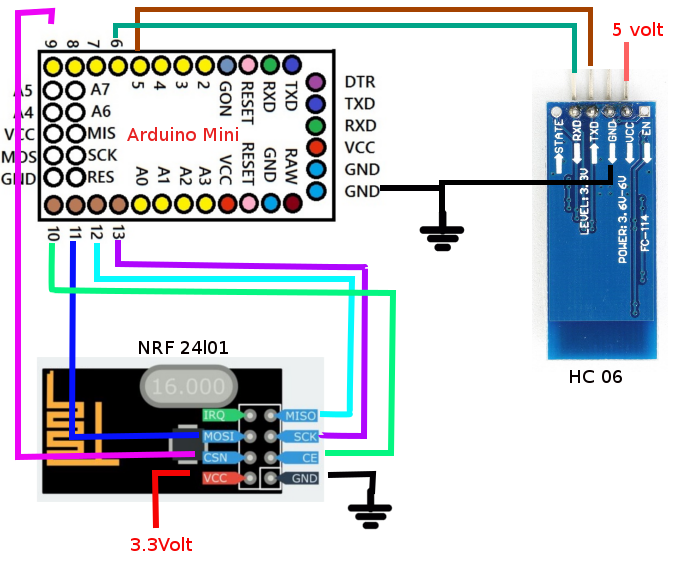 5 volt
9
8
7
6
5
4
3
2
GON
RESET
RXD
TXD
A5
A7
A4
A6
VCC
MIS
MOS
SCK
GND
RES
Arduino Mini
DTR
TXD
RXD
VCC
GND
GND
A0
A1
A2
A3
VCC
RESET
GND
RAW
10
11
12
13
STATE
RXD
TXD
GND
VCC
EN
LEVEL:3.3V
POWER:3.6V-6V
FC-114
HC 06
NRF 24l01
16.000
IRQ
MISO
MOSI
SCK
CSN
CE
VCC
GND
3.3Volt